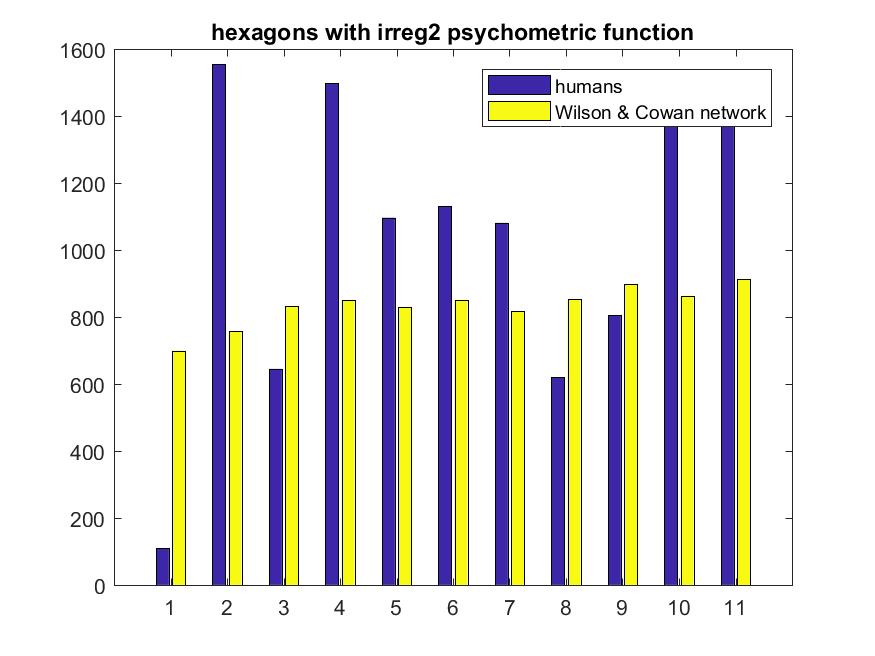 hexagons with irreg2 psychometric function
humans
Wilson & Cowan network
1600
1400
1200
1000
800
600
400
200
0
1 2 3 4 5 6 7 8 9 10 11